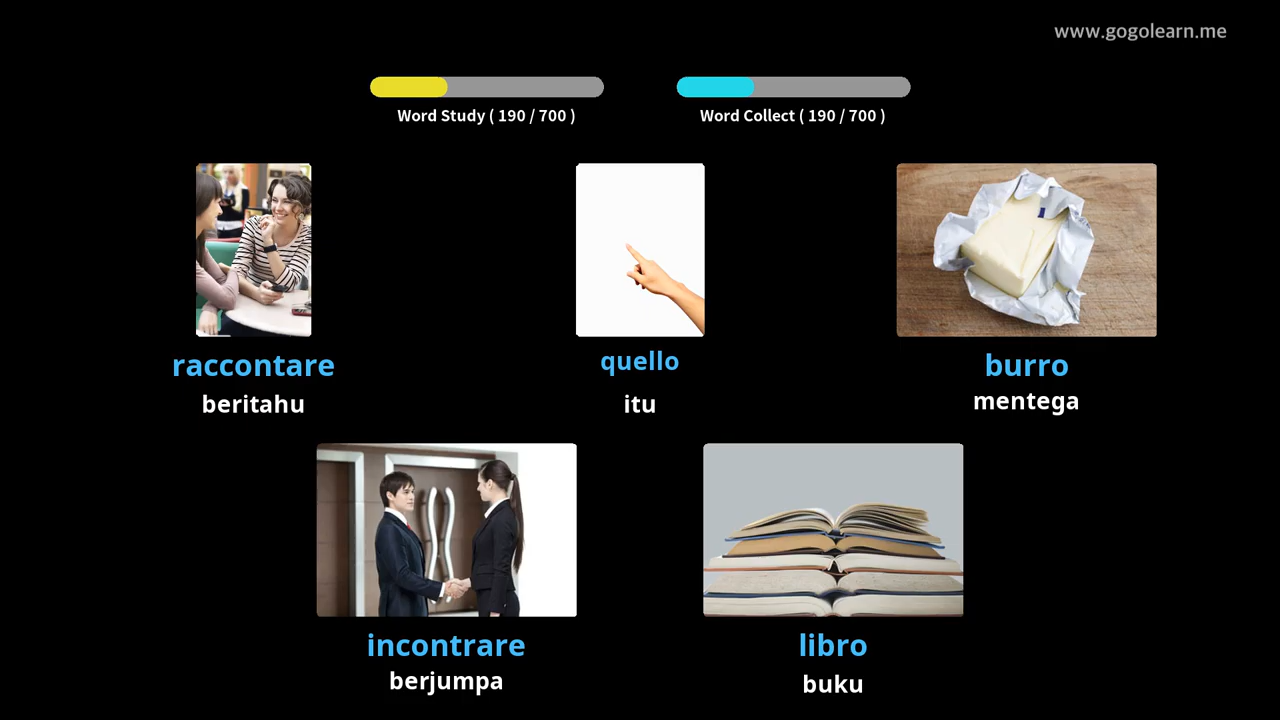 www.gogolearn.me
Word Study ( 190 / 700 )
Word Collect ( 190 / 700 )
raccontare
beritahu
quello
itu
burro
mentega
incontrare
berjumpa
libro
buku